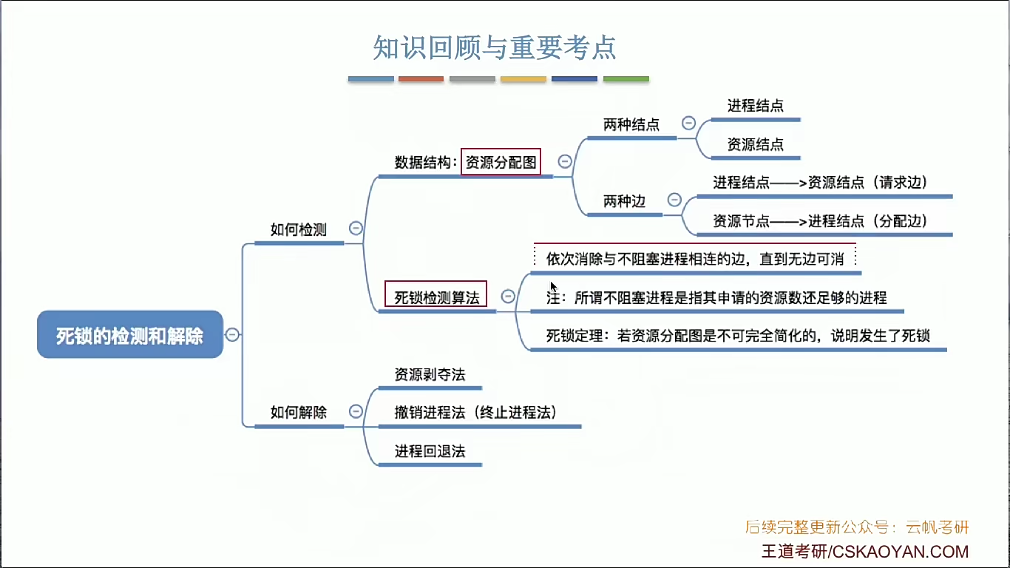 知识回顾与重要考点
死锁的检测和解除
如何检测
数据结构：资源分配图
两种结点
进程结点
资源结点
两种边
进程结点——>资源结点（请求边）
资源节点——>进程结点（分配边）
死锁检测算法
依次消除与不阻塞进程相连的边，直到无边可消
注：所谓不阻塞进程是指其申请的资源数还足够的进程
死锁定理：若资源分配图是不可完全简化的，说明发生了死锁
如何解除
资源剥夺法
撤销进程法（终止进程法）
进程回退法
后续完整更新公众号：云帆考研
王道考研/CSKAOYAN.COM